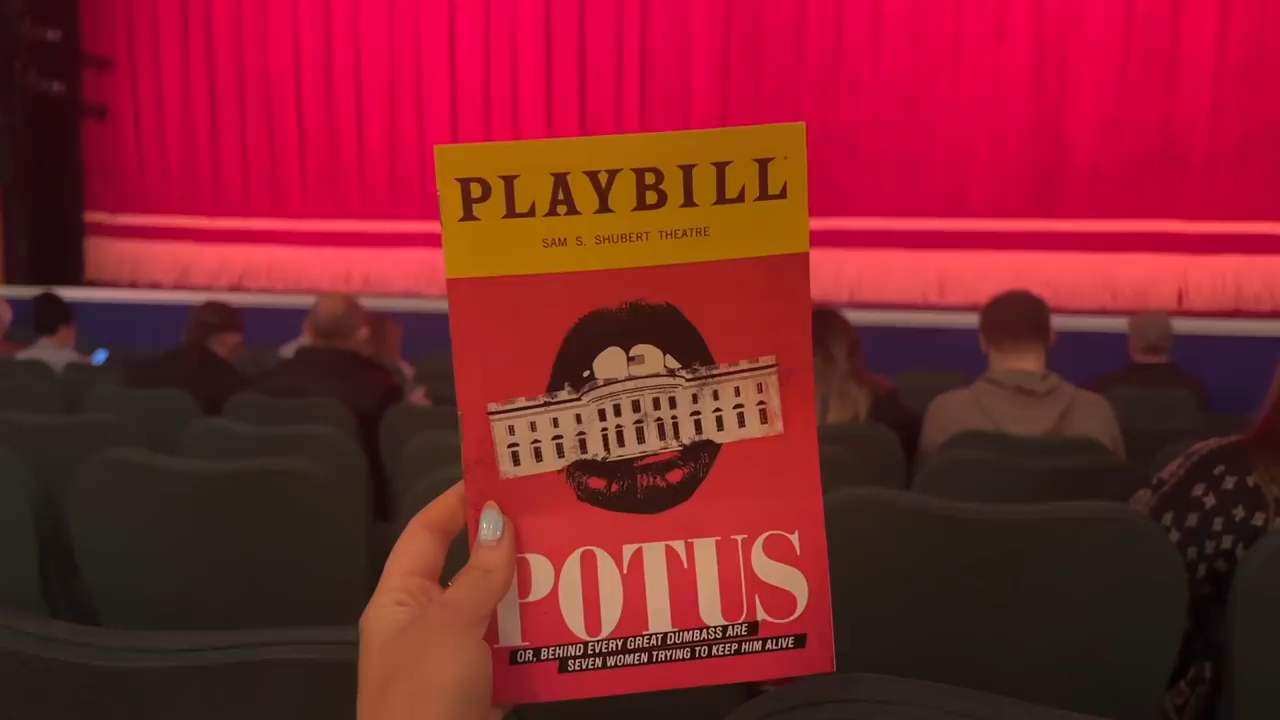 PLAYBILL
SAM S. SHUBERT THEATRE
POTUS
OR, BEHIND EVERY GREAT DUMBASS ARE
SEVEN WOMEN TRYING TO KEEP HIM ALIVE